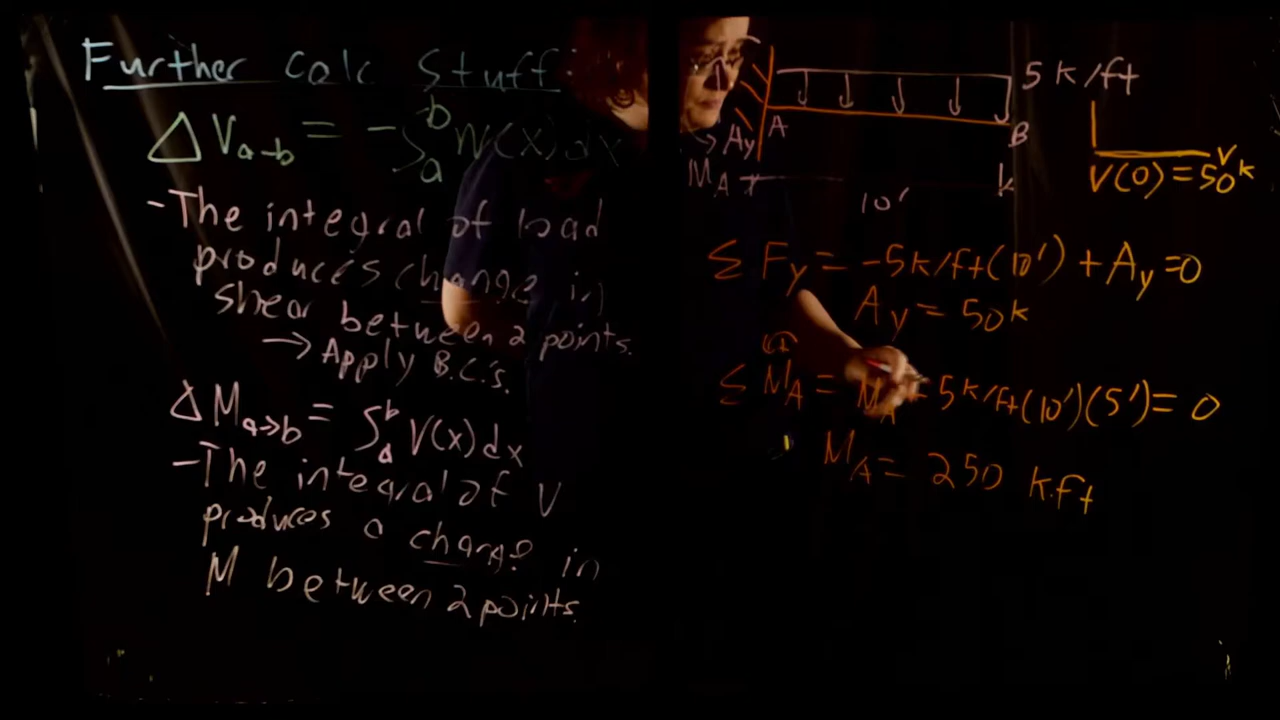 Further calc stuff:
ΔV a→b = -∫a^b w(x)dx
-The integral of load
produces change in
shear between 2 points.
→ Apply B.C.'s.
ΔM a→b = ∫a^b V(x)dx
-The integral of V
produces a change in
M between 2 points.
5k/ft
A
B
Ay
MA
10'
V
V(0) = 50k
ΣFy = -5k/ft(10') + Ay = 0
Ay = 50k
ΣMA = MA - 5k/ft(10')(5') = 0
MA = 250 k.ft